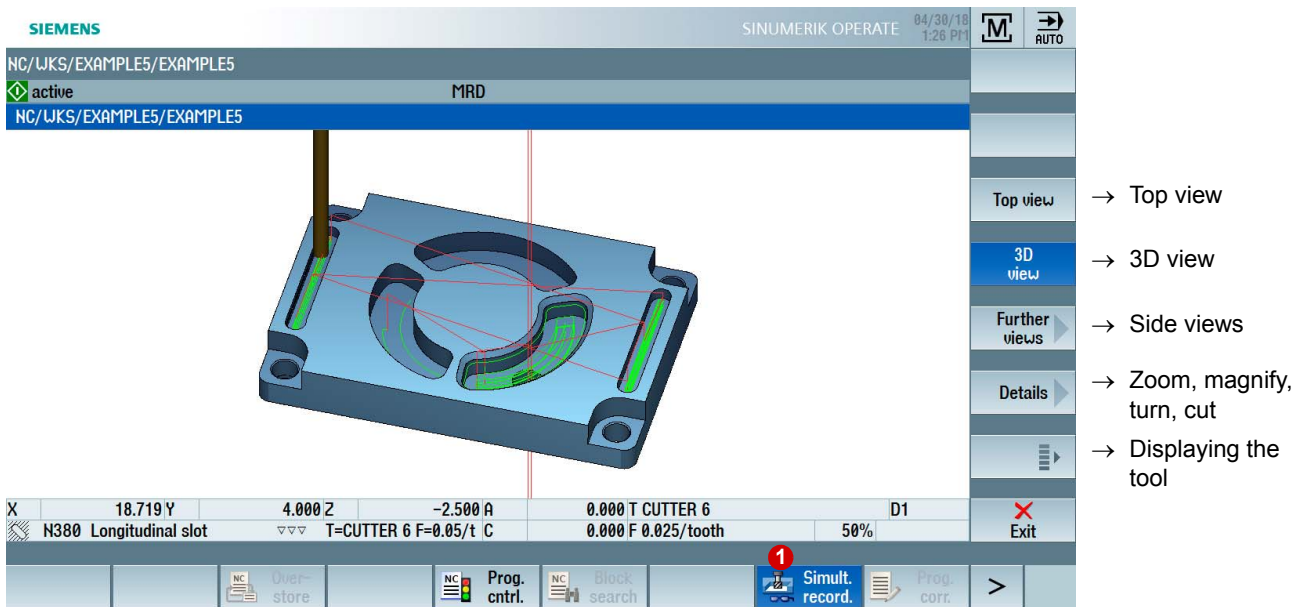 SIEMENS
SINUMERIK OPERATE
04/30/18
1:26 PM
M
AUTO
NC/WKS/EXAMPLE5/EXAMPLE5
active MRD
NC/WKS/EXAMPLE5/EXAMPLE5
Top view → Top view
3D
view
→ 3D view
Further
views
→ Side views
Details
→ Zoom, magnify,
turn, cut
→ Displaying the
tool
X 18.719 Y 4.000 Z -2.500 A 0.000 T CUTTER 6 D1
N380 Longitudinal slot ▽▽▽ T=CUTTER 6 F=0.05/t C 0.000 F 0.025/tooth 50%
Exit
1
NC Over-
store
NC Prog.
cntrl.
NC Block
search
Simult.
record.
Prog.
corr.
>